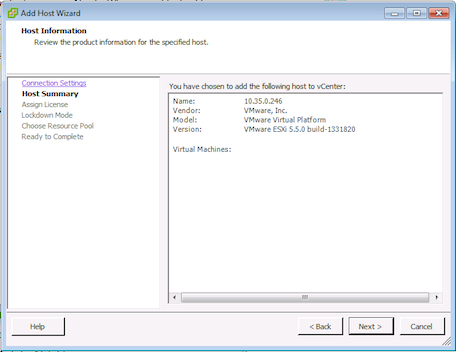 Add Host Wizard
Host Information
Review the product information for the specified host.
Connection Settings
Host Summary
Assign License
Lockdown Mode
Choose Resource Pool
Ready to Complete
You have chosen to add the following host to vCenter:
Name: 10.35.0.246
Vendor: VMware, Inc.
Model: VMware Virtual Platform
Version: VMware ESXi 5.5.0 build-1331820
Virtual Machines:
Help
< Back
Next >
Cancel